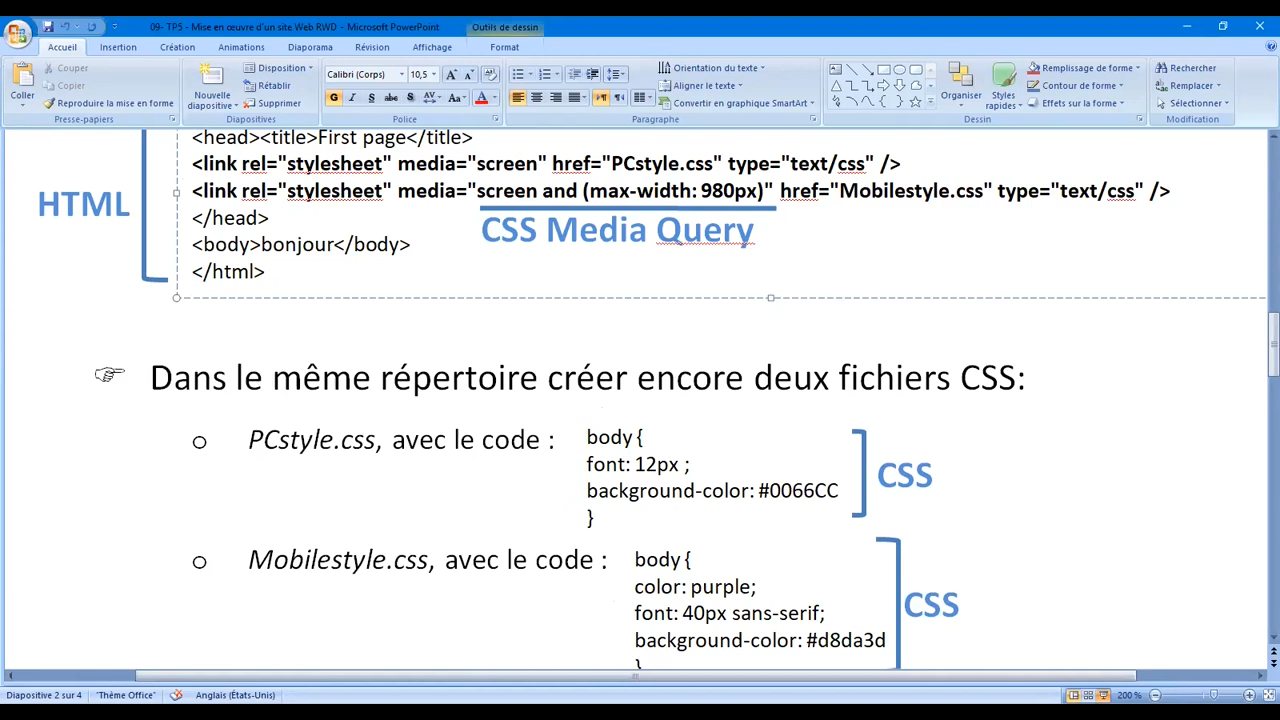 09- TP5 - Mise en œuvre d'un site Web RWD - Microsoft PowerPoint
Outils de dessin
Accueil Insertion Création Animations Diaporama Révision Affichage Format
Coller
Couper
Copier
Reproduire la mise en forme
Presse-papiers
Nouvelle diapositive
Disposition
Rétablir
Supprimer
Diapositives
Calibri (Corps) 10,5
G I S abc S AV Aa A
Police
Orientation du texte
Aligner le texte
Convertir en graphique SmartArt
Paragraphe
Organiser
Styles rapides
Remplissage de forme
Contour de forme
Effets sur la forme
Dessin
Rechercher
Remplacer
Sélectionner
Modification
HTML
<head><title>First page</title>
<link rel="stylesheet" media="screen" href="PCstyle.css" type="text/css" />
<link rel="stylesheet" media="screen and (max-width: 980px)" href="Mobilestyle.css" type="text/css" />
</head>
CSS Media Query
<body>bonjour</body>
</html>
Dans le même répertoire créer encore deux fichiers CSS:
o PCstyle.css, avec le code :
body {
font: 12px ;
background-color: #0066CC
}
CSS
o Mobilestyle.css, avec le code :
body {
color: purple;
font: 40px sans-serif;
background-color: #d8da3d
}
CSS
Diapositive 2 sur 4 "Thème Office" Anglais (États-Unis) 200 %